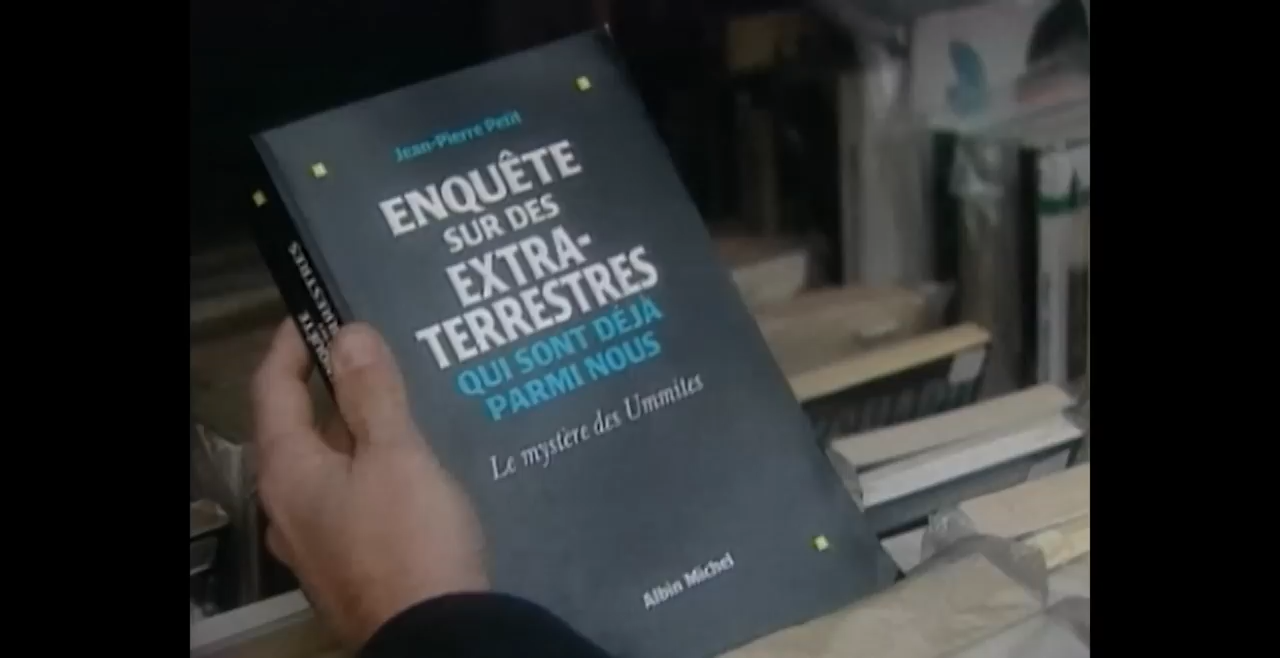 Jean-Pierre Petit
ENQUÊTE
SUR DES
EXTRA-
TERRESTRES
QUI SONT DÉJÀ
PARMI NOUS
Le mystère des Ummites
Albin Michel